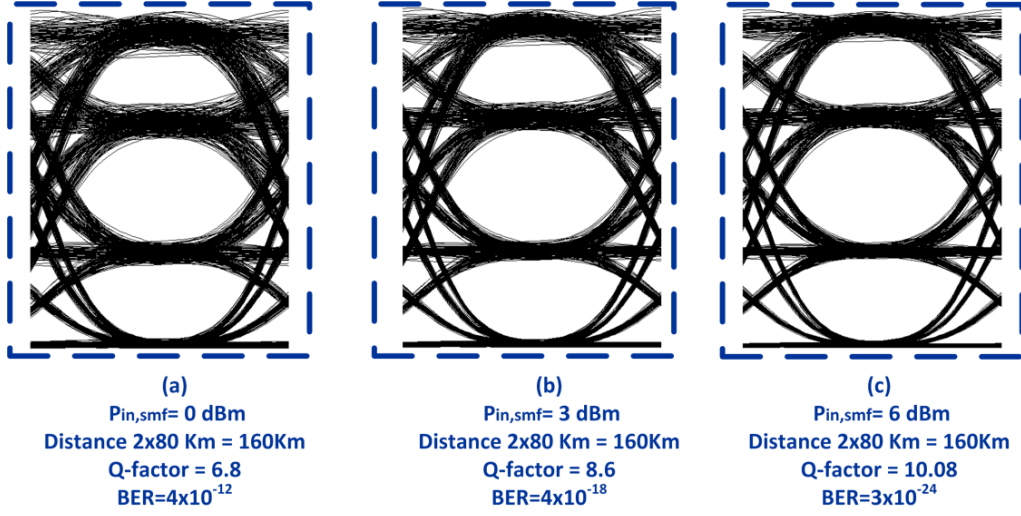 (a)
Pin,smf= 0 dBm
Distance 2x80 Km = 160Km
Q-factor = 6.8
BER=4x10⁻¹²
(b)
Pin,smf= 3 dBm
Distance 2x80 Km = 160Km
Q-factor = 8.6
BER=4x10⁻¹⁸
(c)
Pin,smf= 6 dBm
Distance 2x80 Km = 160Km
Q-factor = 10.08
BER=3x10⁻²⁴